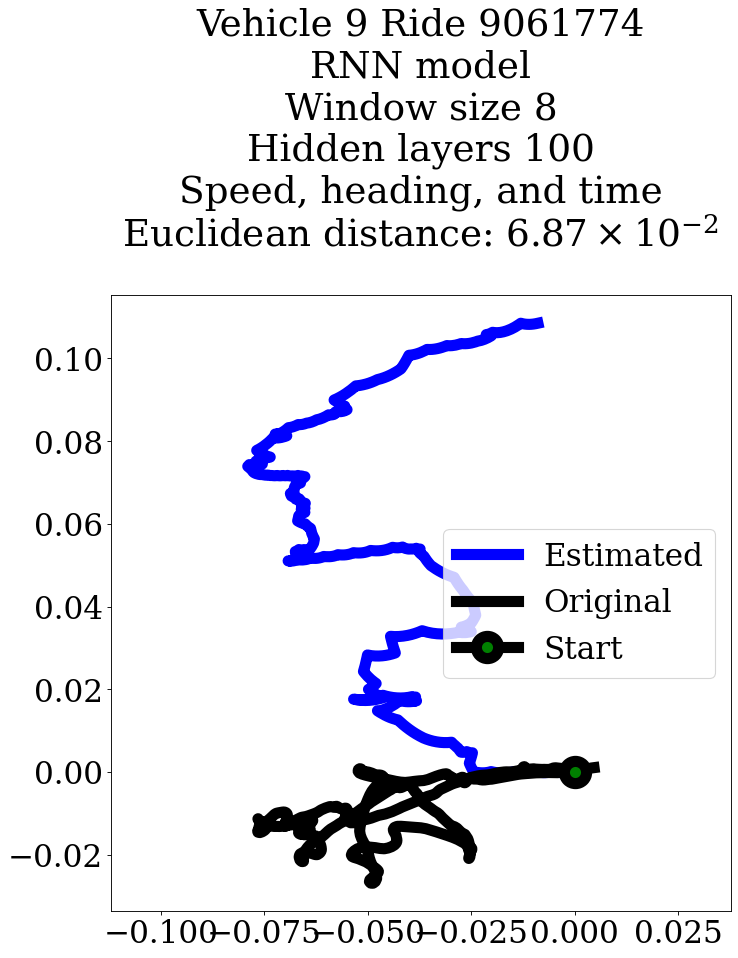 Vehicle 9 Ride 9061774
RNN model
Window size 8
Hidden layers 100
Speed, heading, and time
Euclidean distance: 6.87 × 10⁻²
0.10
0.08
0.06
0.04
0.02
0.00
−0.02
Estimated
Original
Start
−0.100 −0.075 −0.050 −0.025 0.000 0.025